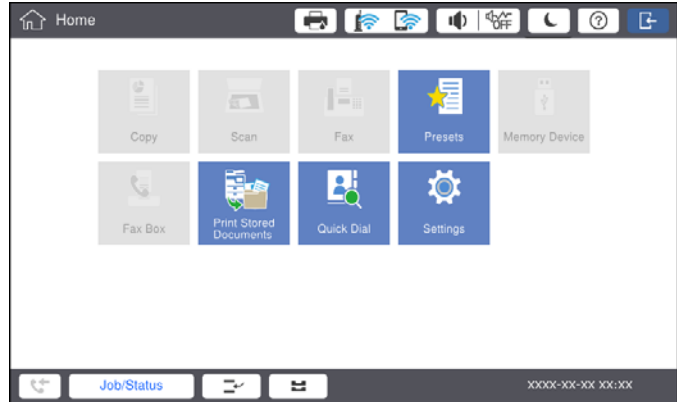 Home
OFF
?
Copy
Scan
Fax
Presets
Memory Device
Fax Box
Print Stored
Documents
Quick Dial
Settings
Job/Status
XXXX-XX-XX XX:XX